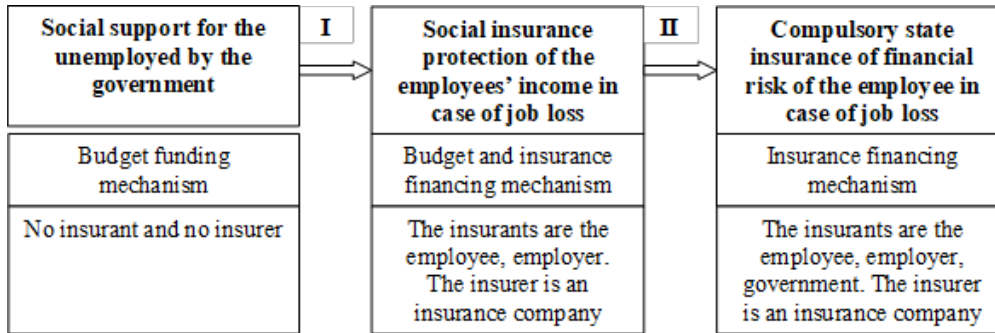 Social support for the
unemployed by the
government
I
Social insurance
protection of the
employees' income in
case of job loss
II
Compulsory state
insurance of financial
risk of the employee in
case of job loss
Budget funding
mechanism
Budget and insurance
financing mechanism
Insurance financing
mechanism
No insurant and no insurer
The insurants are the
employee, employer.
The insurer is an
insurance company
The insurants are the
employee, employer,
government. The insurer
is an insurance company